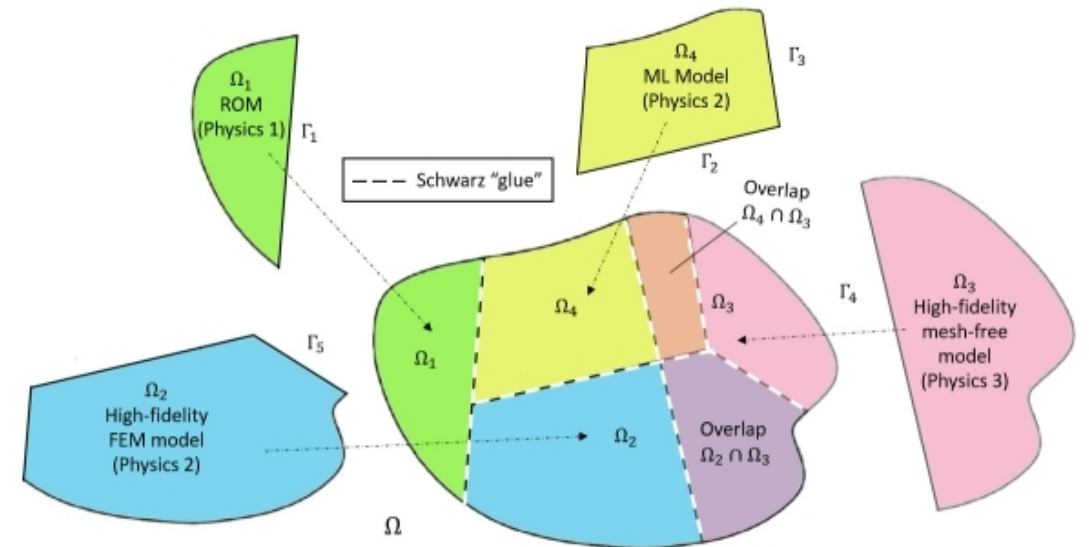 Ω₁
ROM
(Physics 1)
Γ₁
Ω₄
ML Model
(Physics 2)
Γ₃
Γ₂
Schwarz “glue”
Overlap
Ω₄ ∩ Ω₃
Ω₃
High-fidelity
mesh-free
model
(Physics 3)
Γ₄
Ω₂
High-fidelity
FEM model
(Physics 2)
Γ₅
Ω₁
Ω₄
Ω₃
Ω₂
Overlap
Ω₂ ∩ Ω₃
Ω